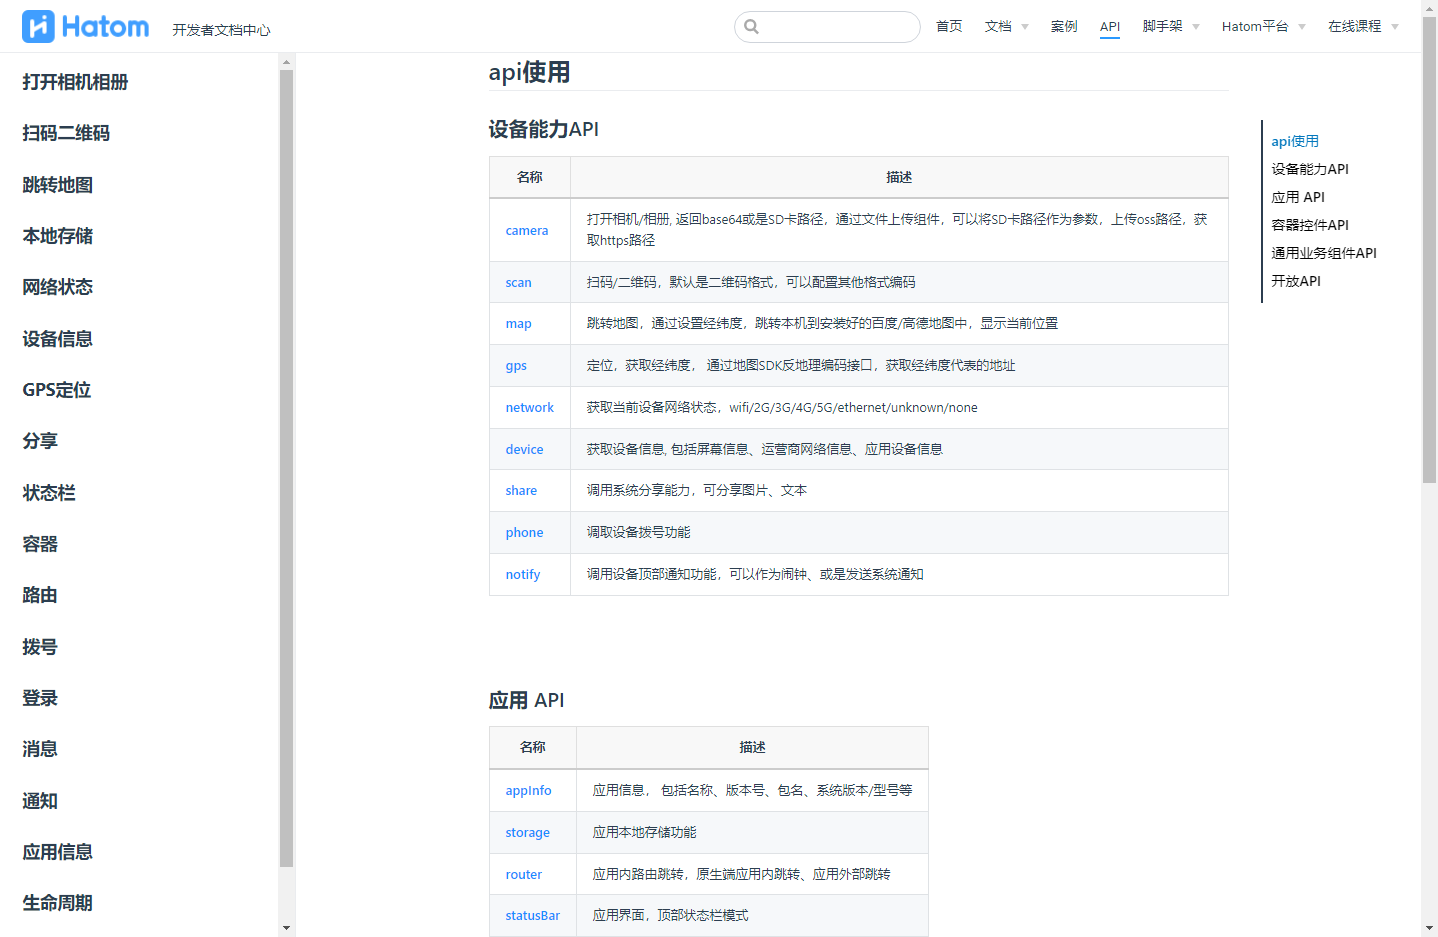 Hatom 开发者文档中心 首页 文档 案例 API 脚手架 Hatom平台 在线课程
打开相机相册
扫码二维码
跳转地图
本地存储
网络状态
设备信息
GPS定位
分享
状态栏
容器
路由
拨号
登录
消息
通知
应用信息
生命周期
api使用
设备能力API
名称 描述
camera 打开相机/相册, 返回base64或是SD卡路径，通过文件上传组件，可以将SD卡路径作为参数，上传oss路径，获
取https路径
scan 扫码/二维码，默认是二维码格式，可以配置其他格式编码
map 跳转地图，通过设置经纬度，跳转本机到安装好的百度/高德地图中，显示当前位置
gps 定位，获取经纬度， 通过地图SDK反地理编码接口，获取经纬度代表的地址
network 获取当前设备网络状态，wifi/2G/3G/4G/5G/ethernet/unknown/none
device 获取设备信息, 包括屏幕信息、运营商网络信息、应用设备信息
share 调用系统分享能力，可分享图片、文本
phone 调取设备拨号功能
notify 调用设备顶部通知功能，可以作为闹钟、或是发送系统通知
应用 API
名称 描述
appInfo 应用信息， 包括名称、版本号、包名、系统版本/型号等
storage 应用本地存储功能
router 应用内路由跳转，原生端应用内跳转、应用外部跳转
statusBar 应用界面，顶部状态栏模式
api使用
设备能力API
应用 API
容器控件API
通用业务组件API
开放API